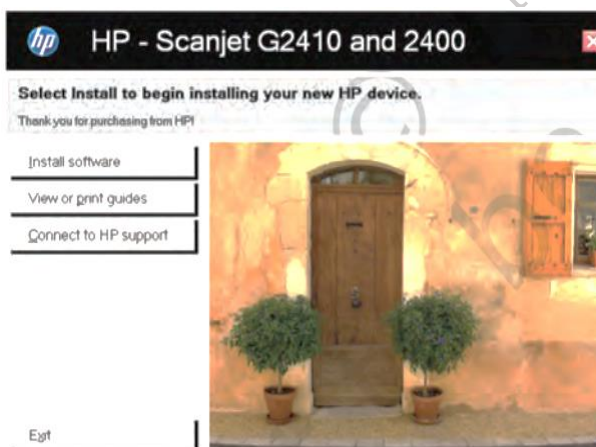 hp HP - Scanjet G2410 and 2400
Select Install to begin installing your new HP device.
Thank you for purchasing from HP!
Install software
View or print guides
Connect to HP support
Exit